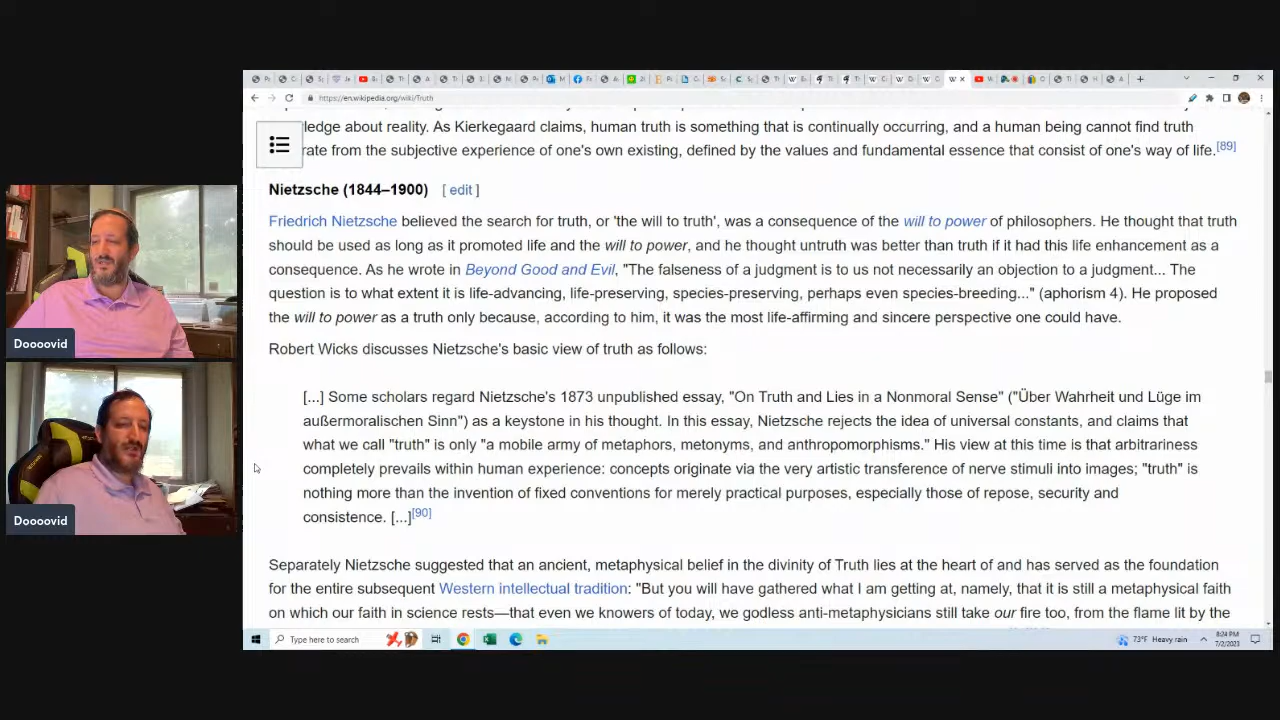 https://en.wikipedia.org/wiki/Truth
ledge about reality. As Kierkegaard claims, human truth is something that is continually occurring, and a human being cannot find truth
rate from the subjective experience of one's own existing, defined by the values and fundamental essence that consist of one's way of life.[89]
Nietzsche (1844–1900) [ edit ]
Friedrich Nietzsche believed the search for truth, or 'the will to truth', was a consequence of the will to power of philosophers. He thought that truth
should be used as long as it promoted life and the will to power, and he thought untruth was better than truth if it had this life enhancement as a
consequence. As he wrote in Beyond Good and Evil, "The falseness of a judgment is to us not necessarily an objection to a judgment... The
question is to what extent it is life-advancing, life-preserving, species-preserving, perhaps even species-breeding..." (aphorism 4). He proposed
the will to power as a truth only because, according to him, it was the most life-affirming and sincere perspective one could have.
Robert Wicks discusses Nietzsche's basic view of truth as follows:
[...] Some scholars regard Nietzsche's 1873 unpublished essay, "On Truth and Lies in a Nonmoral Sense" ("Über Wahrheit und Lüge im
außermoralischen Sinn") as a keystone in his thought. In this essay, Nietzsche rejects the idea of universal constants, and claims that
what we call "truth" is only "a mobile army of metaphors, metonyms, and anthropomorphisms." His view at this time is that arbitrariness
completely prevails within human experience: concepts originate via the very artistic transference of nerve stimuli into images; "truth" is
nothing more than the invention of fixed conventions for merely practical purposes, especially those of repose, security and
consistence. [...][90]
Separately Nietzsche suggested that an ancient, metaphysical belief in the divinity of Truth lies at the heart of and has served as the foundation
for the entire subsequent Western intellectual tradition: "But you will have gathered what I am getting at, namely, that it is still a metaphysical faith
on which our faith in science rests—that even we knowers of today, we godless anti-metaphysicians still take our fire too, from the flame lit by the
Doooovid
Doooovid
Type here to search
73°F Heavy rain
8:24 PM
7/2/2023